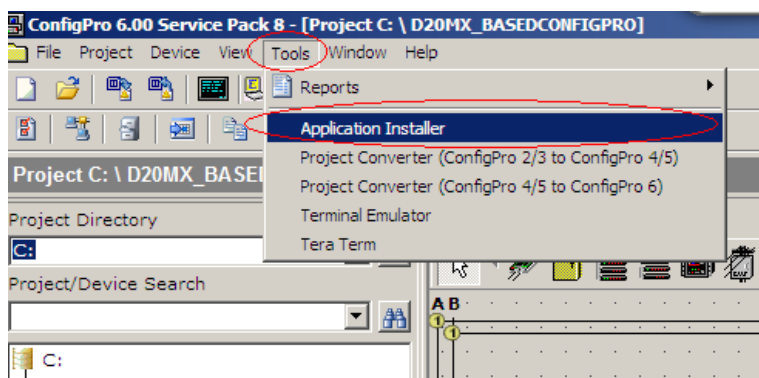 ConfigPro 6.00 Service Pack 8 - [Project C: \ D20MX_BASEDCONFIGPRO]
File Project Device View Tools Window Help
Reports
Application Installer
Project Converter (ConfigPro 2/3 to ConfigPro 4/5)
Project C: \ D20MX_BASE
Project Converter (ConfigPro 4/5 to ConfigPro 6)
Project Directory
Terminal Emulator
C:
Tera Term
Project/Device Search
A B
1
1
C: